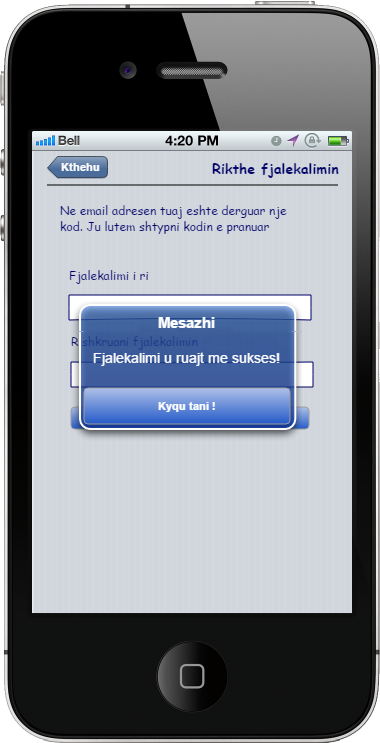 Bell 4:20 PM
Kthehu Rikthe fjalekalimin
Ne email adresen tuaj eshte derguar nje
kod. Ju lutem shtypni kodin e pranuar
Fjalekalimi i ri
Rishkruani fjalekalimin
Mesazhi
Fjalekalimi u ruajt me sukses!
Kyqu tani !